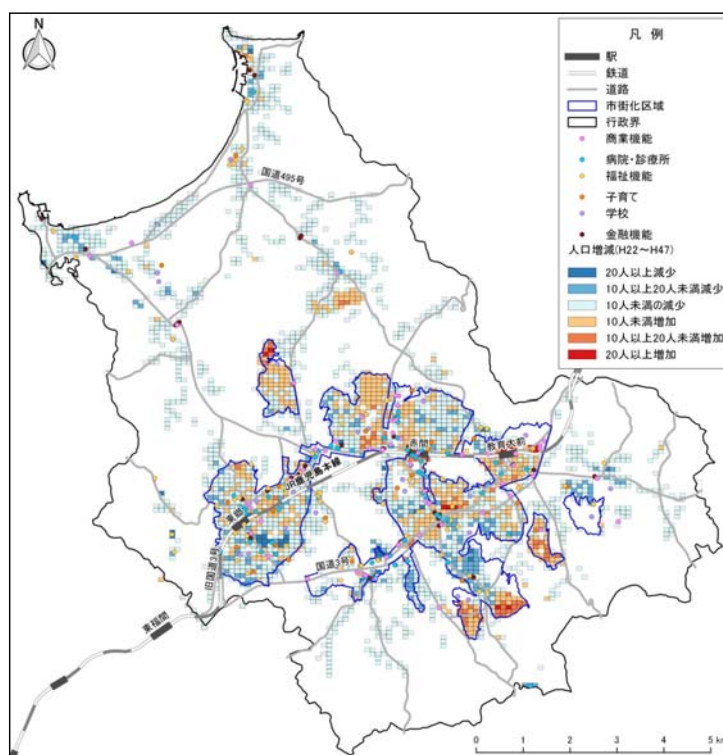 N
凡 例
駅
鉄道
道路
市街化区域
行政界
商業機能
病院・診療所
福祉機能
子育て
学校
金融機能
人口増減(H22～H47)
20人以上減少
10人以上20人未満減少
10人未満の減少
10人未満増加
10人以上20人未満増加
20人以上増加
国道495号
赤間
教育大前
JR鹿児島本線
東郷
国道3号
旧国道3号
東福間
0 1 2 3 4 5 km